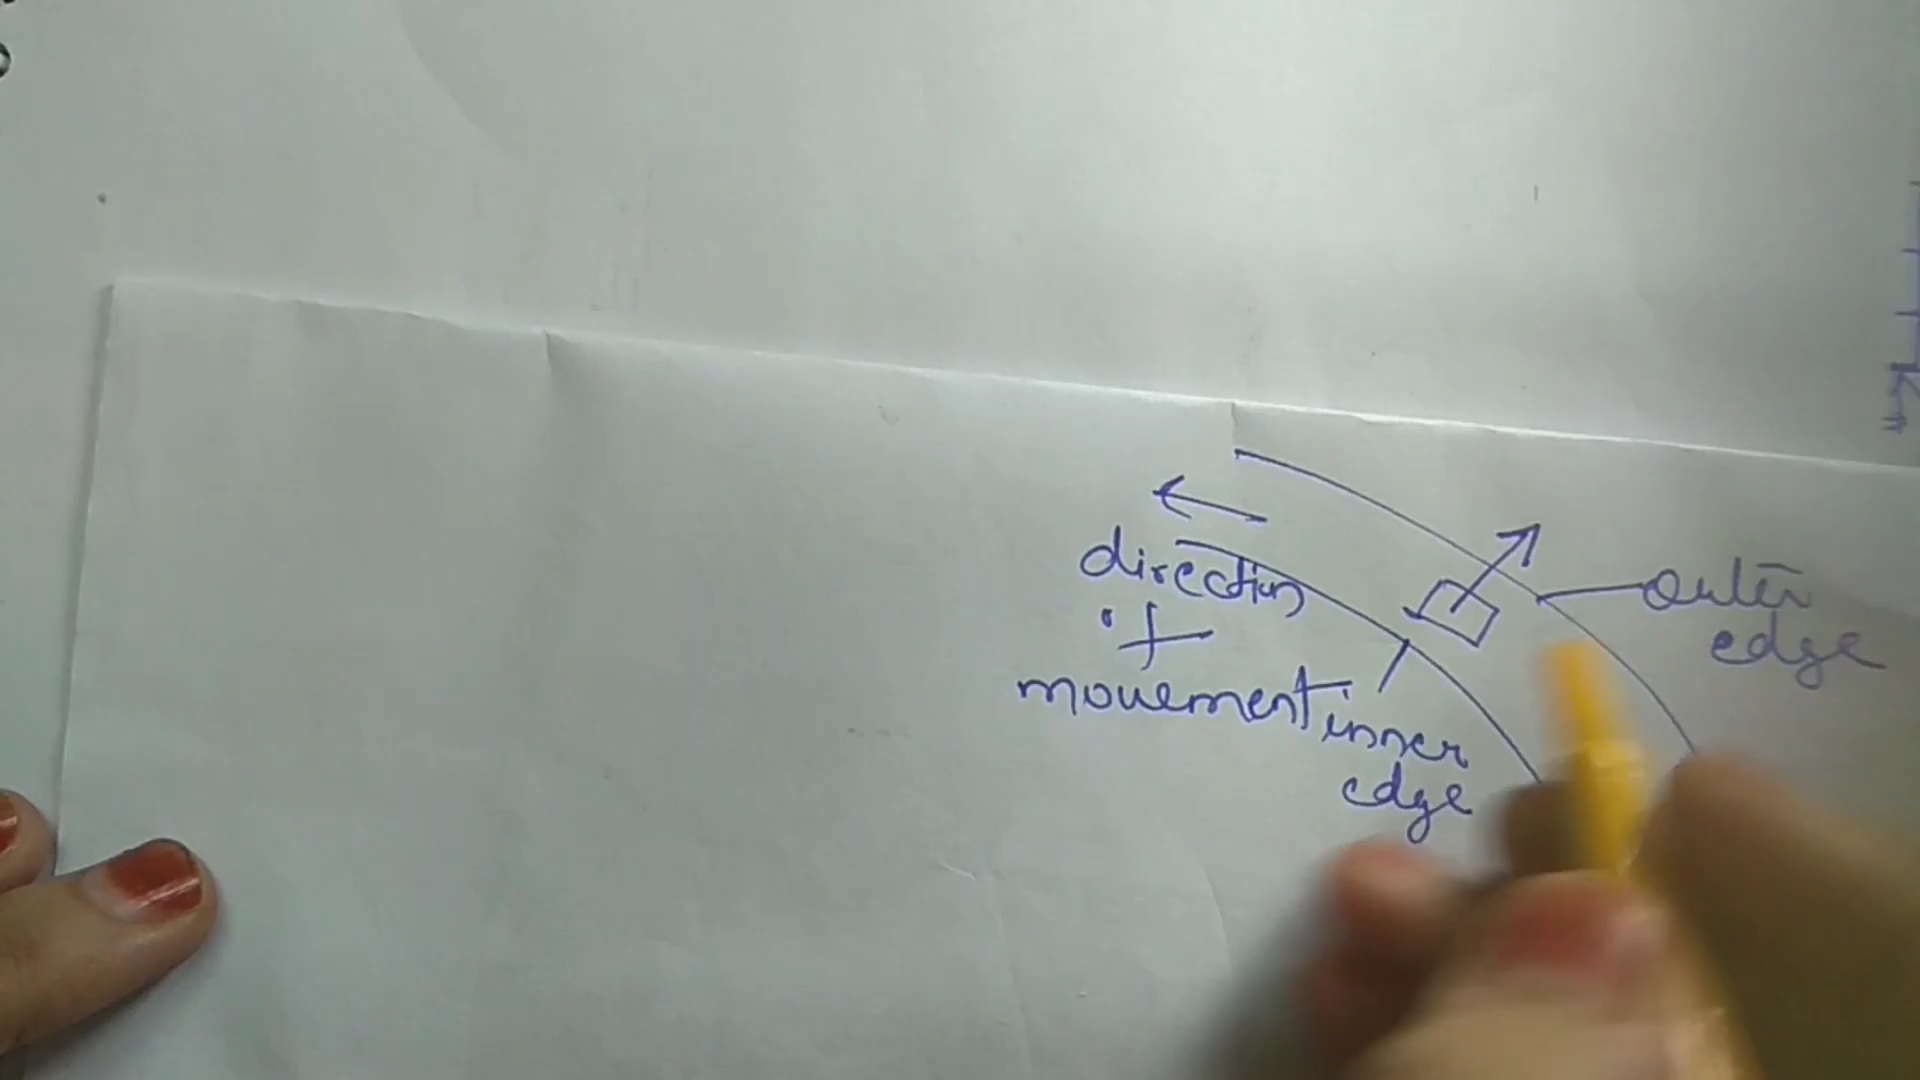 direction
of
movement
inner
edge
outer
edge